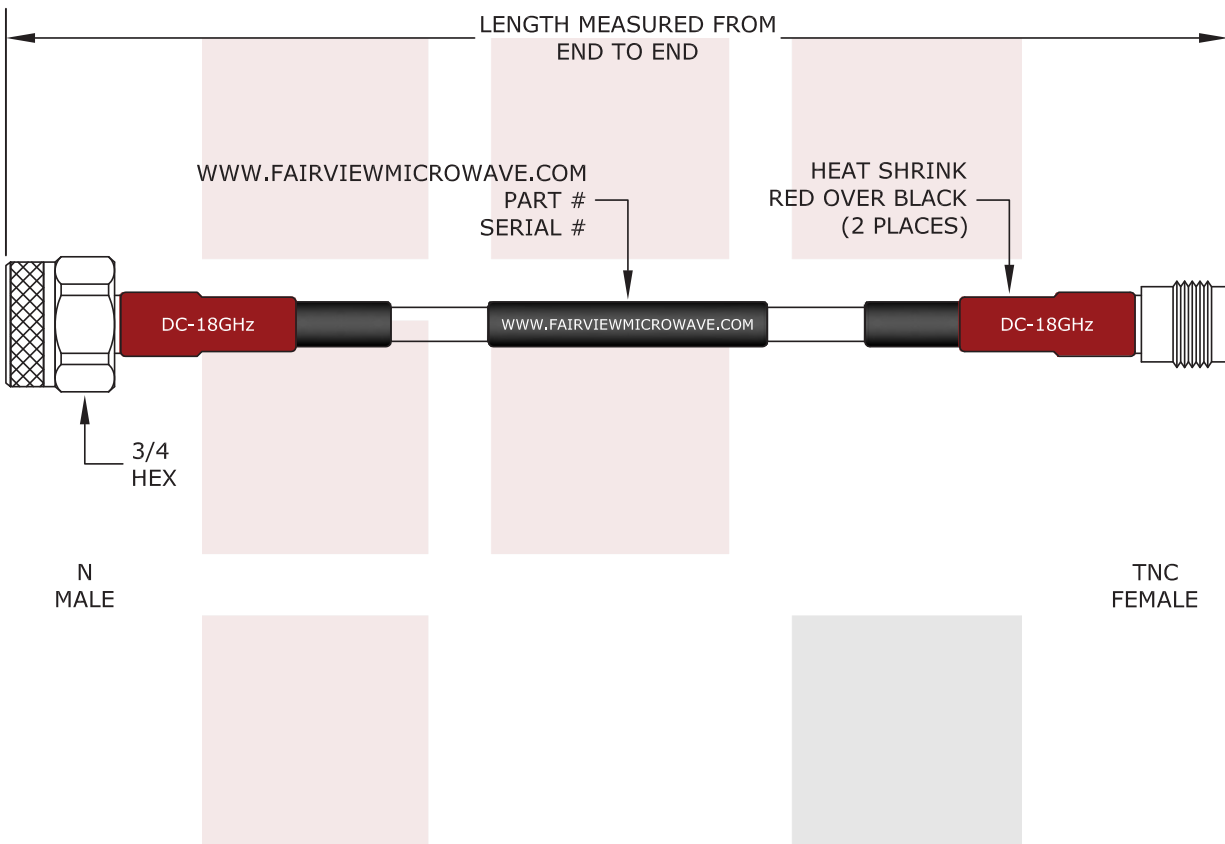 LENGTH MEASURED FROM
END TO END
WWW.FAIRVIEWMICROWAVE.COM
PART #
SERIAL #
HEAT SHRINK
RED OVER BLACK
(2 PLACES)
DC-18GHz
WWW.FAIRVIEWMICROWAVE.COM
DC-18GHz
3/4
HEX
N
MALE
TNC
FEMALE